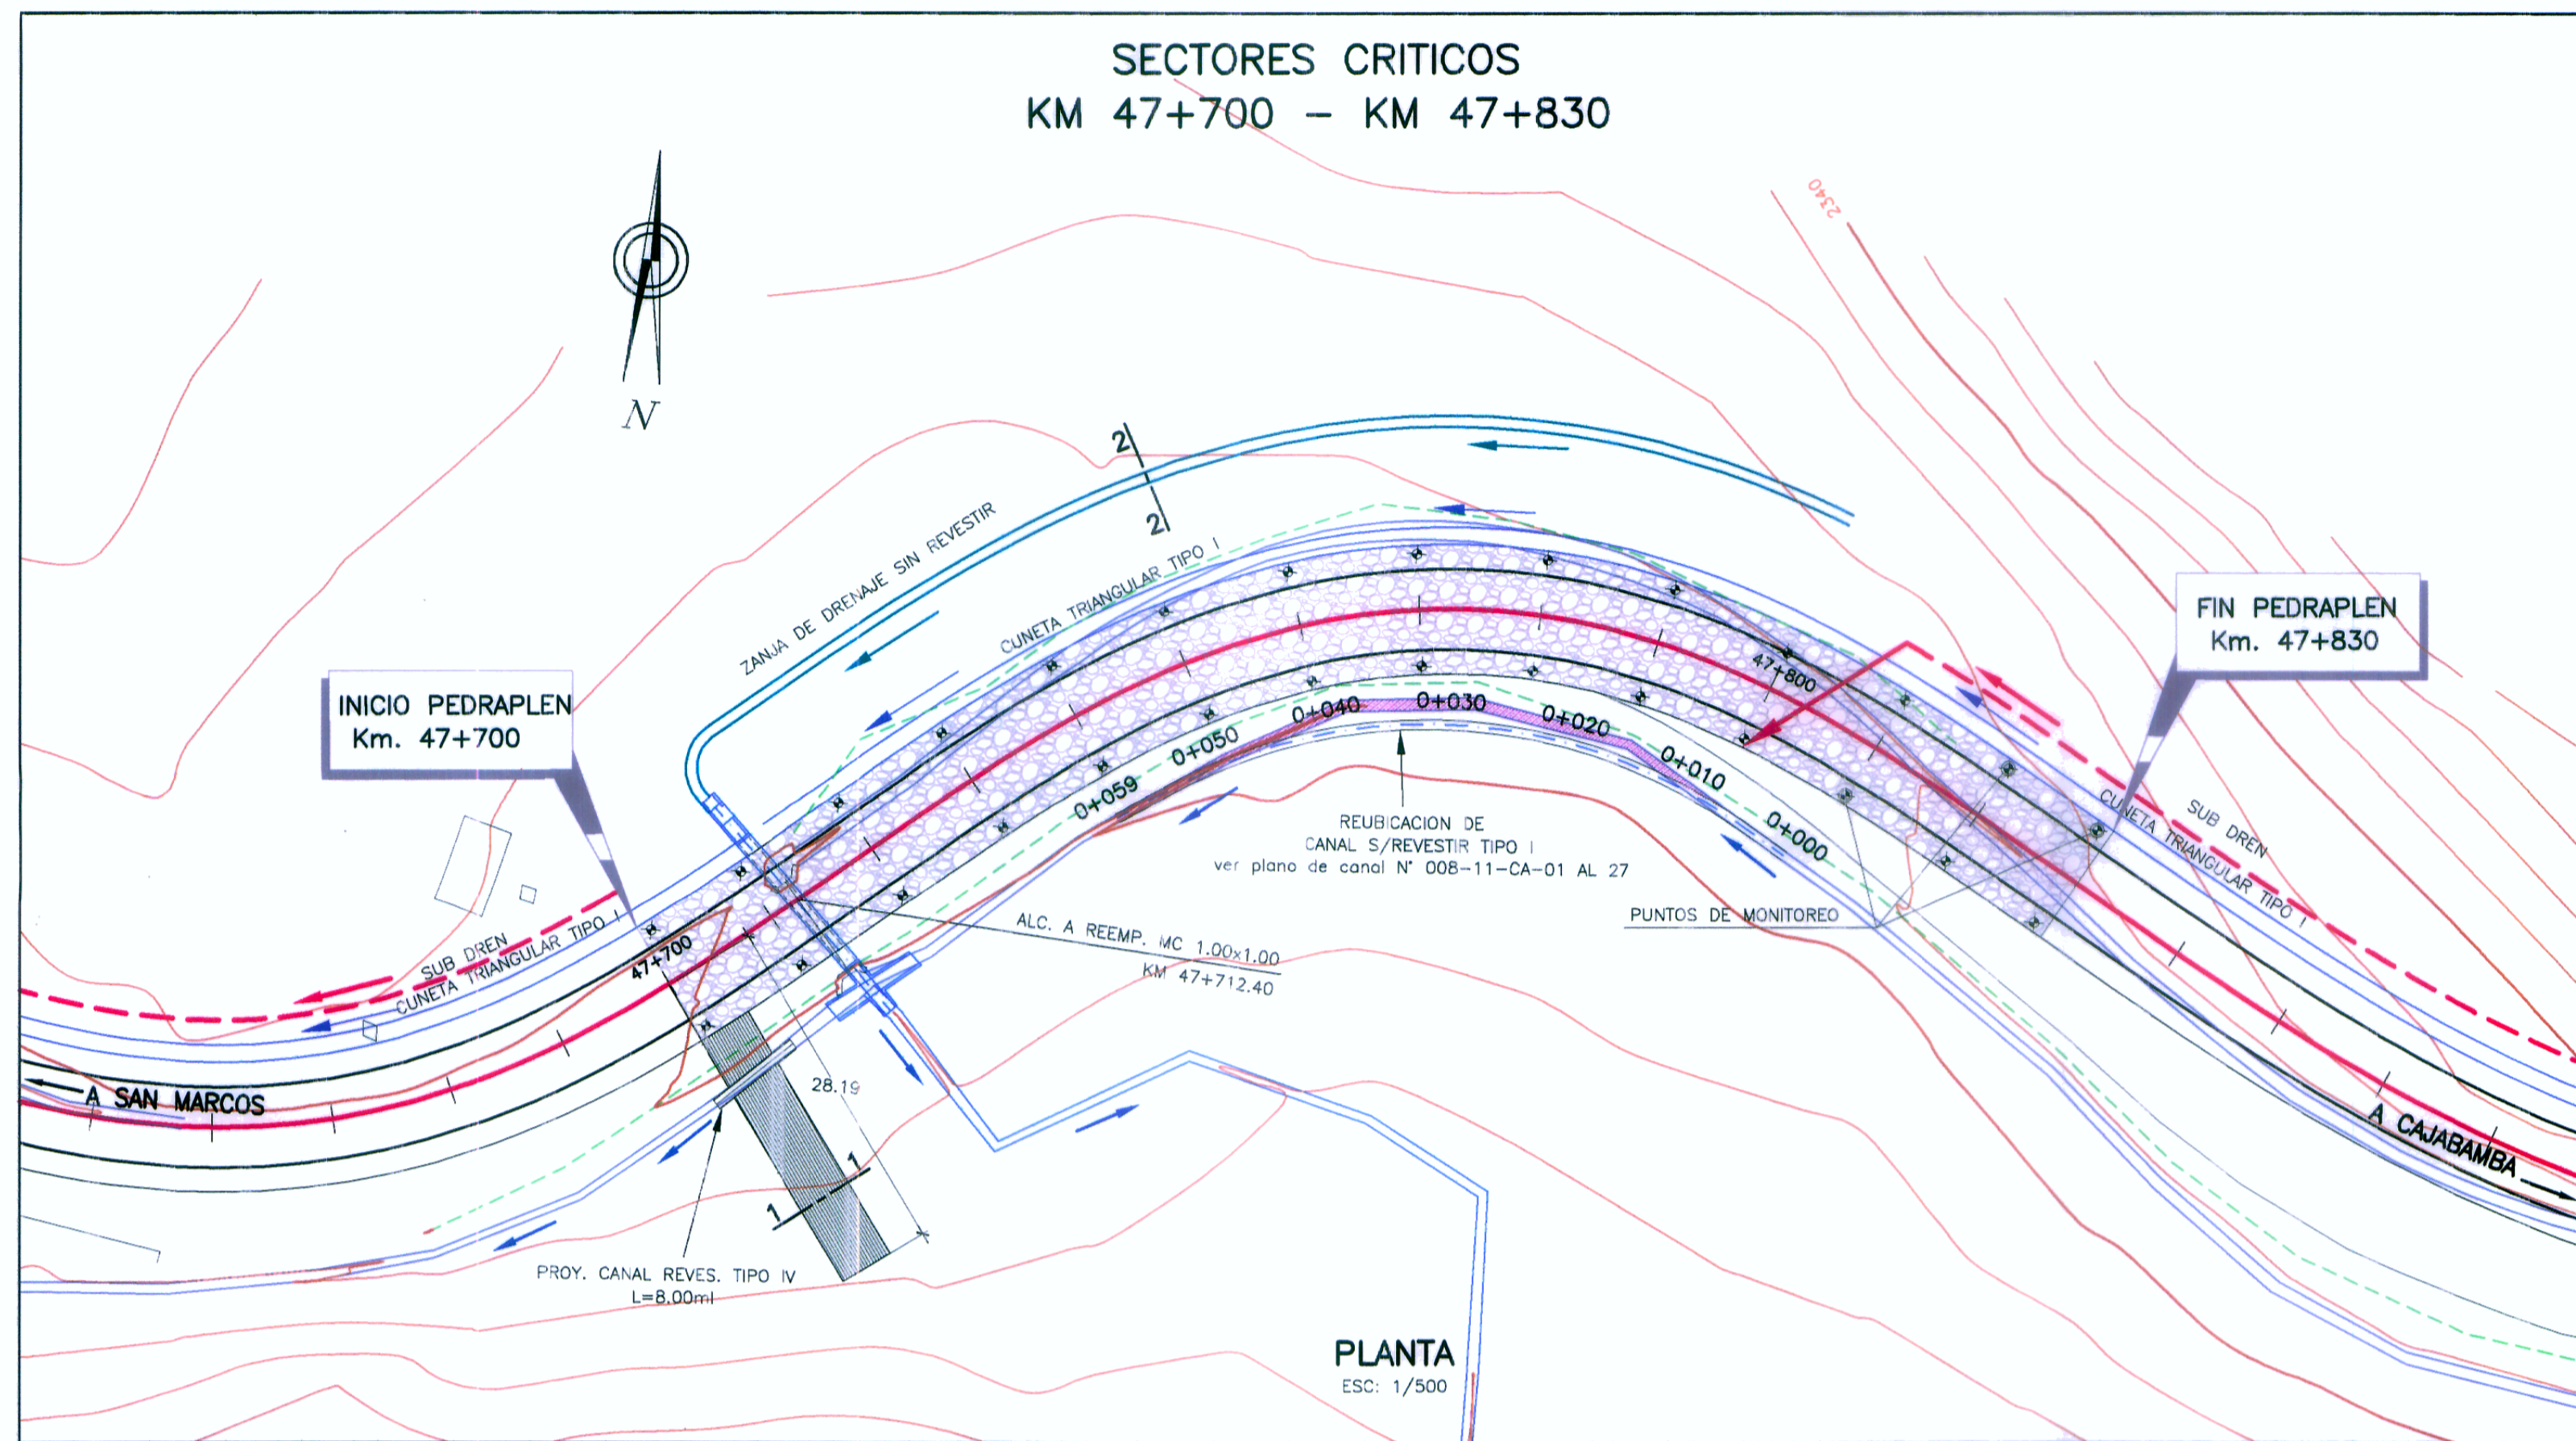 SECTORES CRITICOS
KM 47+700 – KM 47+830
2340
N
2
2
ZANJA DE DRENAJE SIN REVESTIR
CUNETA TRIANGULAR TIPO I
FIN PEDRAPLEN
Km. 47+830
INICIO PEDRAPLEN
Km. 47+700
47+800
0+040
0+030
0+020
0+050
0+010
0+059
0+000
REUBICACION DE
CANAL S/REVESTIR TIPO I
ver plano de canal N° 008-11-CA-01 AL 27
SUB DREN
CUNETA TRIANGULAR TIPO I
PUNTOS DE MONITOREO
ALC. A REEMP. MC 1.00x1.00
KM 47+712.40
47+700
SUB DREN
CUNETA TRIANGULAR TIPO I
28.19
A SAN MARCOS
A CAJABAMBA
1
1
PROY. CANAL REVES. TIPO IV
L=8.00ml
PLANTA
ESC: 1/500